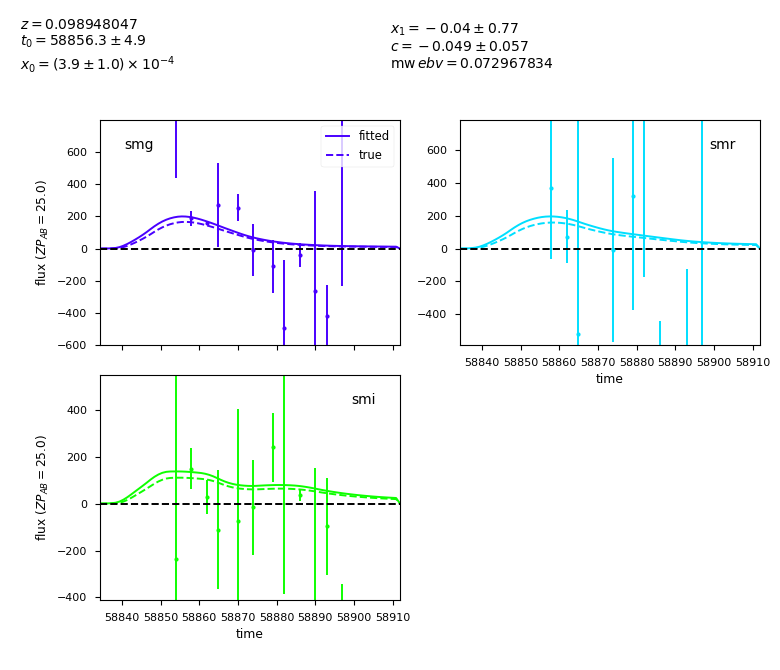 z = 0.098948047
t₀ = 58856.3 ± 4.9
x₀ = (3.9 ± 1.0) × 10⁻⁴
x₁ = −0.04 ± 0.77
c = −0.049 ± 0.057
mw ebv = 0.072967834
smg
fitted
true
600
400
200
0
−200
−400
−600
flux (ZP_AB = 25.0)
smr
600
400
200
0
−200
−400
58840 58850 58860 58870 58880 58890 58900 58910
time
smi
400
200
0
−200
−400
flux (ZP_AB = 25.0)
58840 58850 58860 58870 58880 58890 58900 58910
time